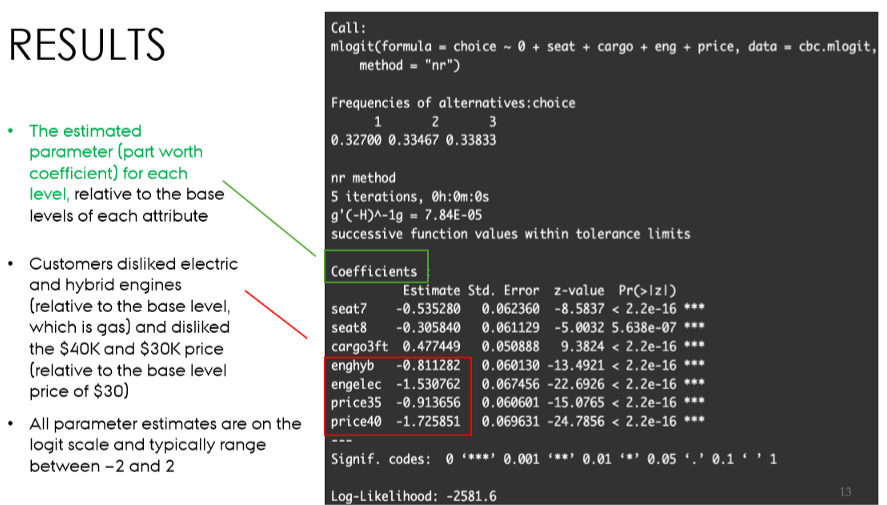 RESULTS
• The estimated
parameter (part worth
coefficient) for each
level, relative to the base
levels of each attribute
• Customers disliked electric
and hybrid engines
(relative to the base level,
which is gas) and disliked
the $40K and $30K price
(relative to the base level
price of $30)
• All parameter estimates are on the
logit scale and typically range
between –2 and 2
Call:
mlogit(formula = choice ~ 0 + seat + cargo + eng + price, data = cbc.mlogit,
    method = "nr")
Frequencies of alternatives:choice
      1       2       3
0.32700 0.33467 0.33833
nr method
5 iterations, 0h:0m:0s
g'(-H)^-1g = 7.84E-05
successive function values within tolerance limits
Coefficients :
          Estimate Std. Error  z-value  Pr(>|z|)
seat7    -0.535280   0.062360  -8.5837 < 2.2e-16 ***
seat8    -0.305840   0.061129  -5.0032 5.638e-07 ***
cargo3ft  0.477449   0.050888   9.3824 < 2.2e-16 ***
enghyb   -0.811282   0.060130 -13.4921 < 2.2e-16 ***
engelec  -1.530762   0.067456 -22.6926 < 2.2e-16 ***
price35  -0.913656   0.060601 -15.0765 < 2.2e-16 ***
price40  -1.725851   0.069631 -24.7856 < 2.2e-16 ***
---
Signif. codes:  0 ‘***’ 0.001 ‘**’ 0.01 ‘*’ 0.05 ‘.’ 0.1 ‘ ’ 1
Log-Likelihood: -2581.6
13